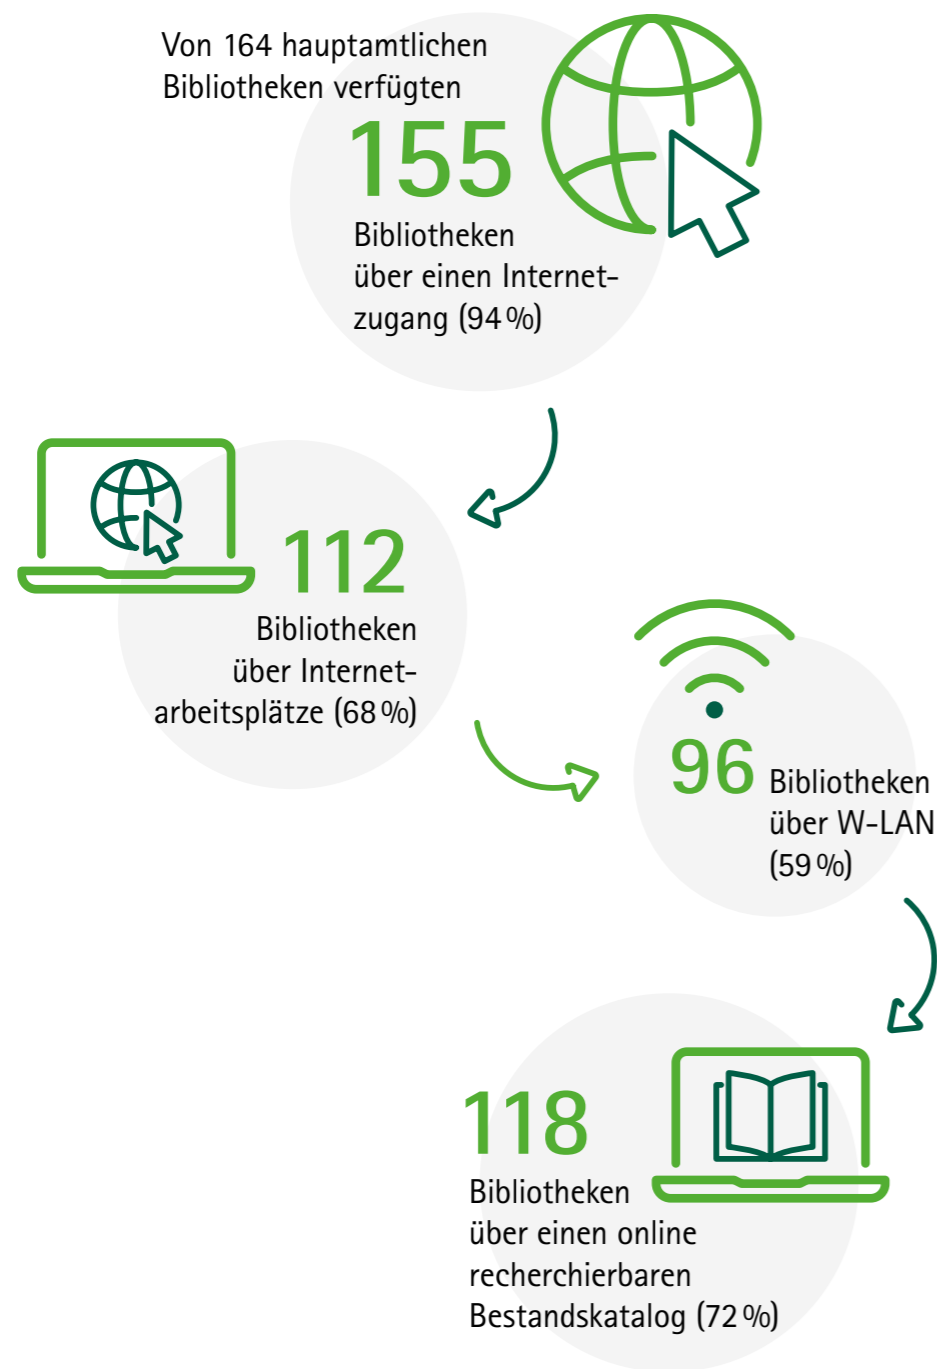 Von 164 hauptamtlichen
Bibliotheken verfügten
155
Bibliotheken
über einen Internet-
zugang (94 %)
112
Bibliotheken
über Internet-
arbeitsplätze (68 %)
96
Bibliotheken
über W-LAN
(59 %)
118
Bibliotheken
über einen online
recherchierbaren
Bestandskatalog (72 %)